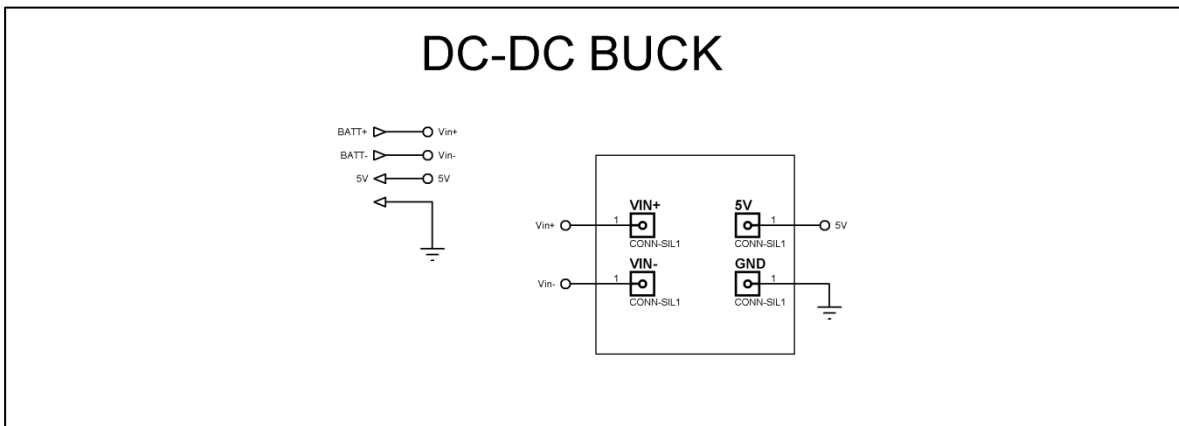 DC-DC BUCK
BATT+ Vin+
BATT- Vin-
5V 5V
VIN+ 5V
Vin+ 1 1 5V
CONN-SIL1 CONN-SIL1
VIN- GND
Vin- 1 1
CONN-SIL1 CONN-SIL1